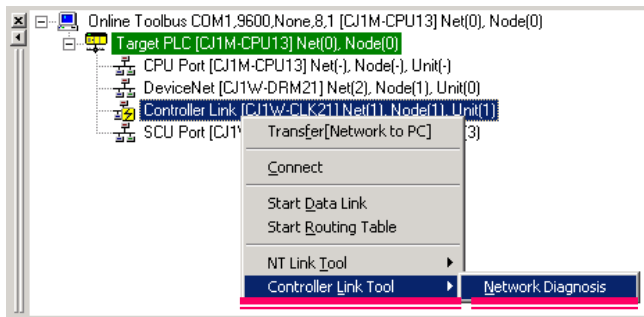 Online Toolbus COM1,9600,None,8,1 [CJ1M-CPU13] Net(0), Node(0)
Target PLC [CJ1M-CPU13] Net(0), Node(0)
CPU Port [CJ1M-CPU13] Net(-), Node(-), Unit(-)
DeviceNet [CJ1W-DRM21] Net(2), Node(1), Unit(0)
Controller Link [CJ1W-CLK21] Net(1), Node(1), Unit(1)
SCU Port [CJ1 (3)
Transfer[Network to PC]
Connect
Start Data Link
Start Routing Table
NT Link Tool
Controller Link Tool Network Diagnosis